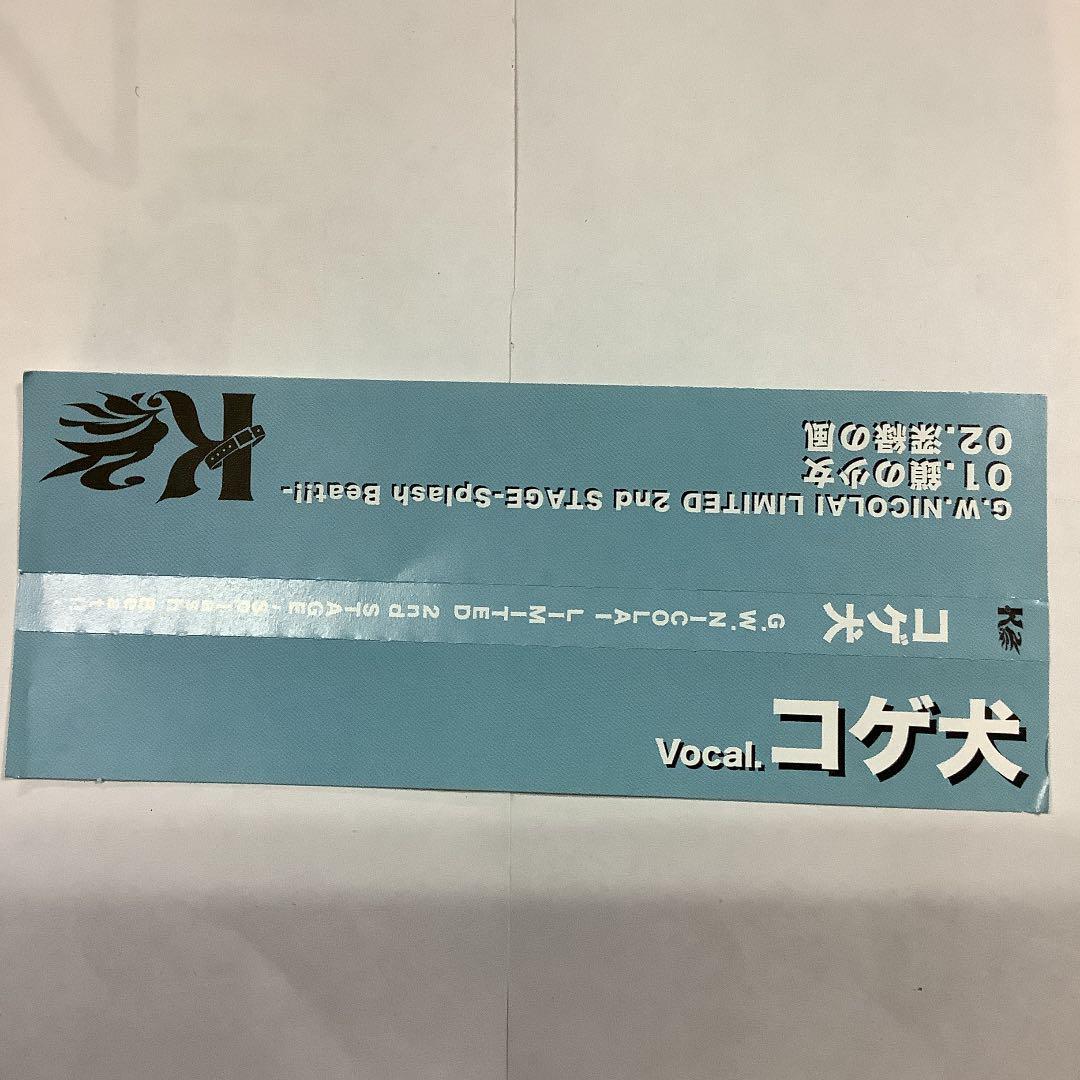 Vocal.コゲ犬
コゲ犬 G.W.NICOLAI LIMITED 2nd STAGE-Splash Beat!!-
G.W.NICOLAI LIMITED 2nd STAGE-Splash Beat!!-
01.鎖の少女
02.深緑の風